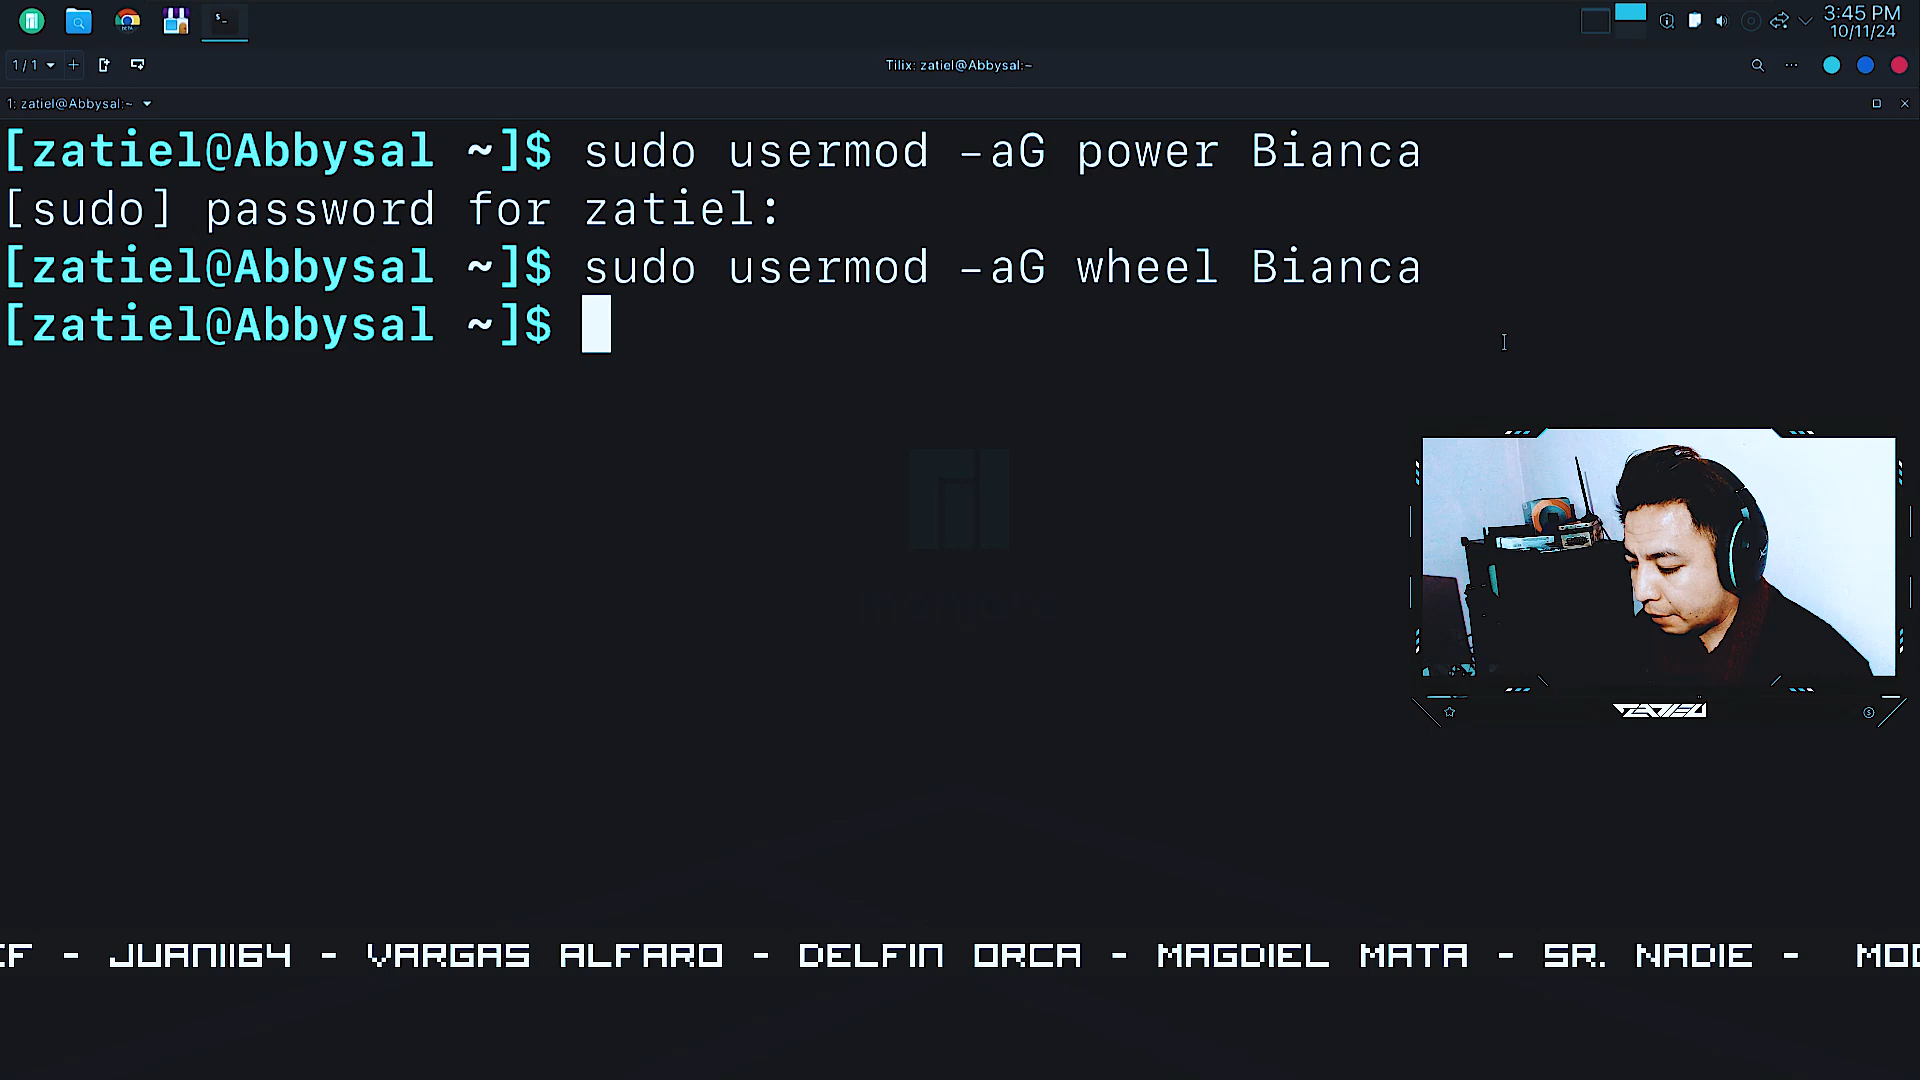 3:45 PM
10/11/24
1 / 1
Tilix: zatiel@Abbysal:~
1: zatiel@Abbysal:~
[zatiel@Abbysal ~]$ sudo usermod -aG power Bianca
[sudo] password for zatiel:
[zatiel@Abbysal ~]$ sudo usermod -aG wheel Bianca
[zatiel@Abbysal ~]$
ZATIEL
- JUAN1164 - VARGAS ALFARO - DELFIN ORCA - MAGDIEL MATA - SR. NADIE -